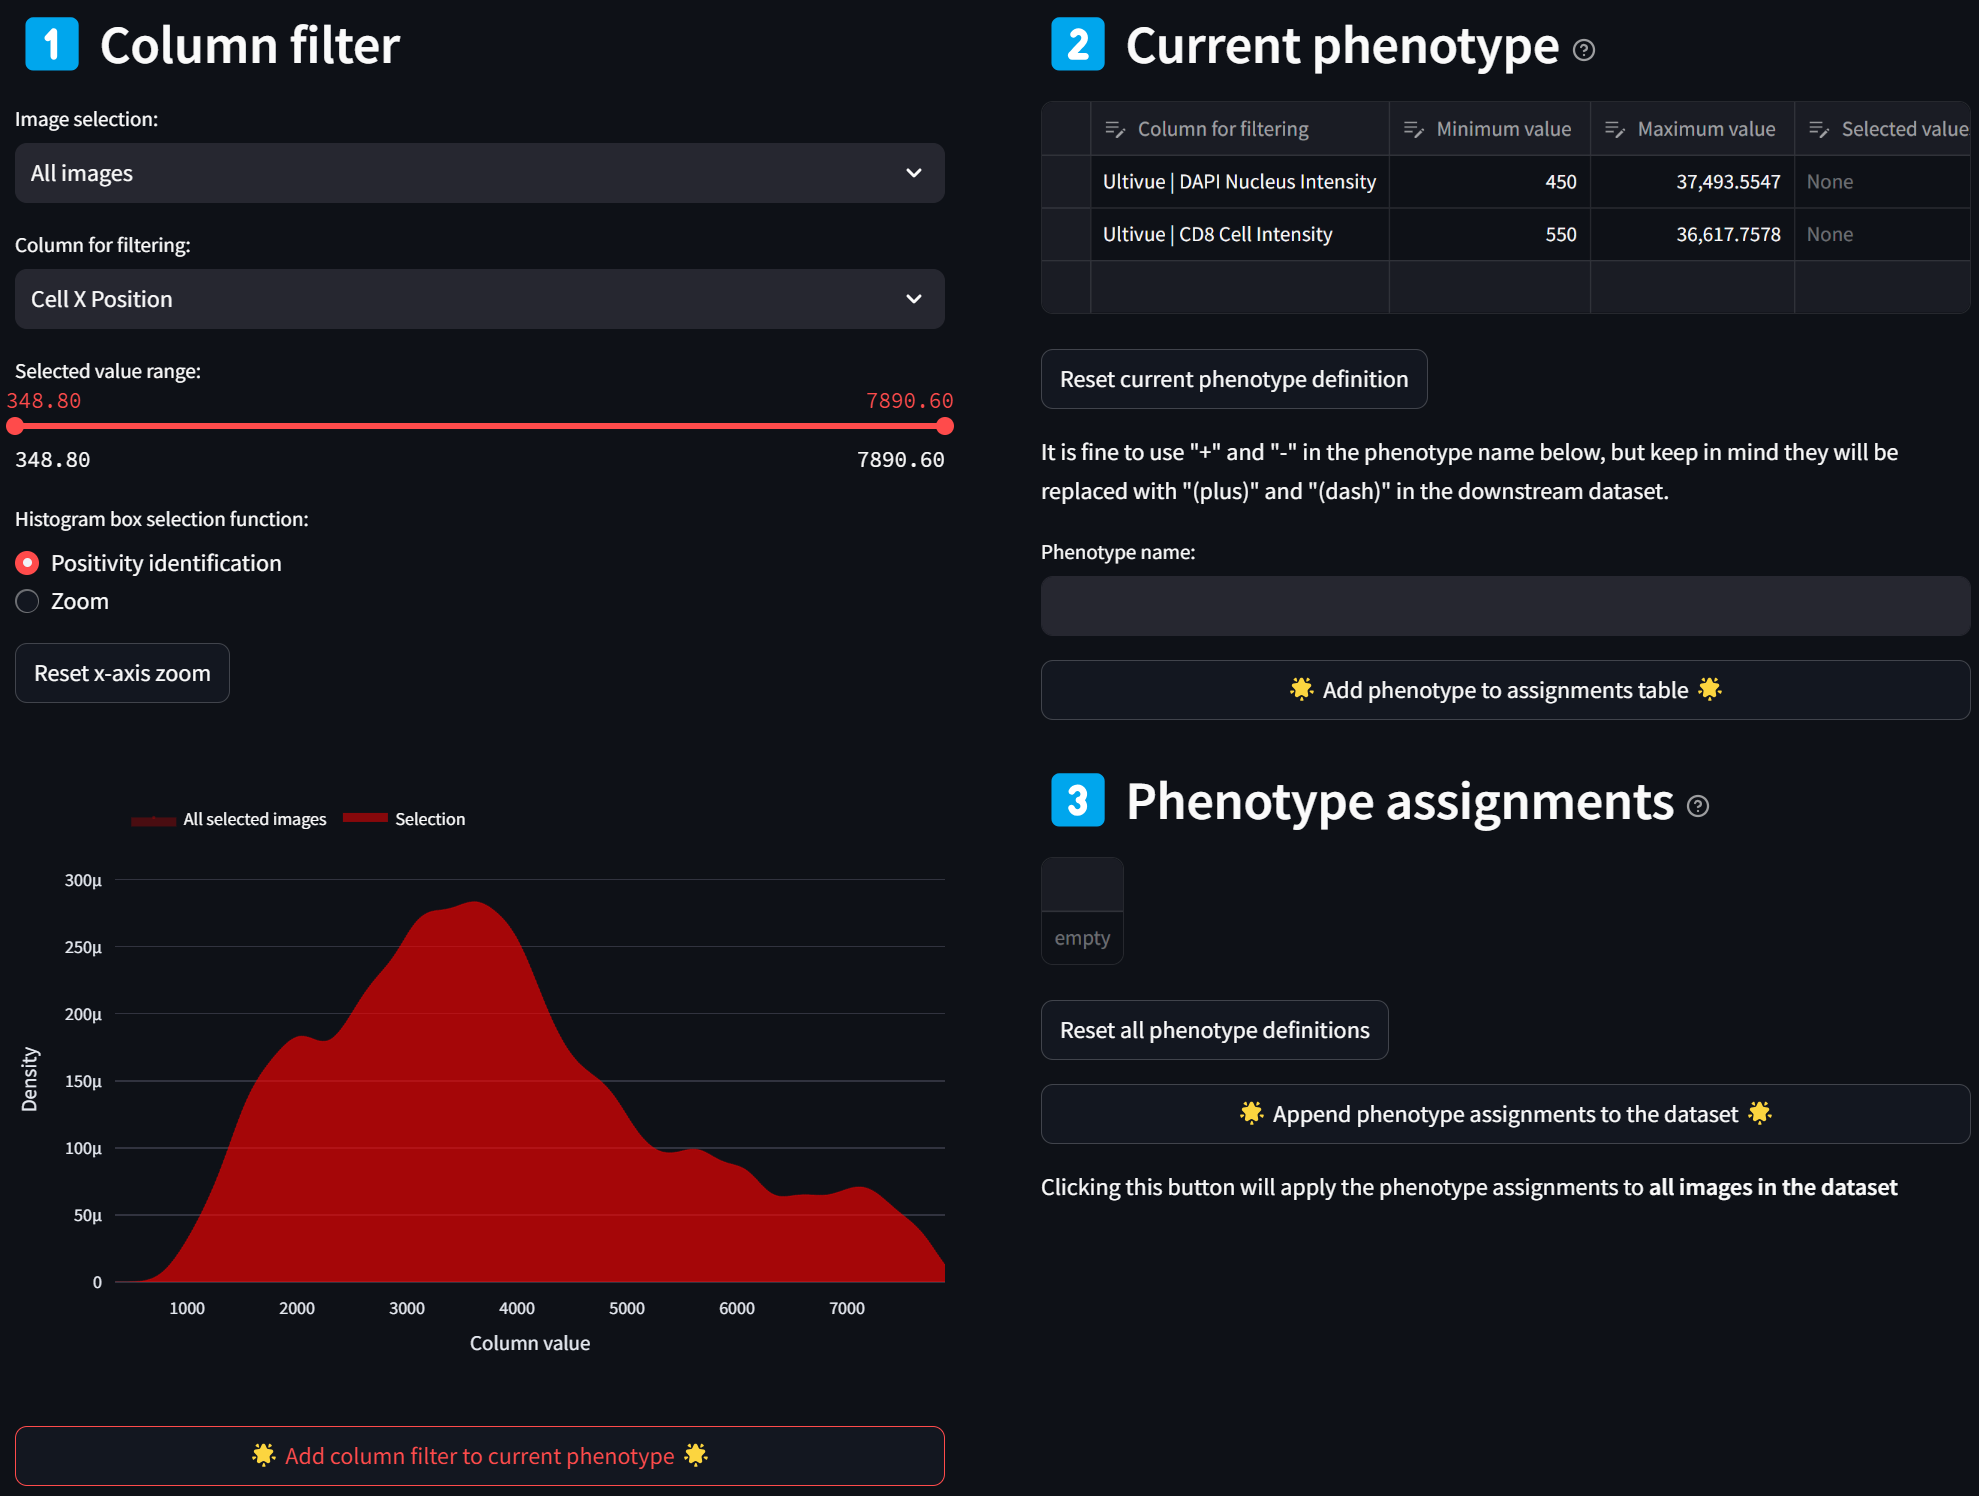 1 Column filter
Image selection:
All images
Column for filtering:
Cell X Position
Selected value range:
348.80 7890.60
348.80 7890.60
Histogram box selection function:
Positivity identification
Zoom
Reset x-axis zoom
All selected images Selection
300μ
250μ
200μ
150μ
100μ
50μ
0
Density
1000 2000 3000 4000 5000 6000 7000
Column value
Add column filter to current phenotype
2 Current phenotype
Column for filtering Minimum value Maximum value Selected value
Ultivue | DAPI Nucleus Intensity 450 37,493.5547 None
Ultivue | CD8 Cell Intensity 550 36,617.7578 None
Reset current phenotype definition
It is fine to use "+" and "-" in the phenotype name below, but keep in mind they will be
replaced with "(plus)" and "(dash)" in the downstream dataset.
Phenotype name:
Add phenotype to assignments table
3 Phenotype assignments
empty
Reset all phenotype definitions
Append phenotype assignments to the dataset
Clicking this button will apply the phenotype assignments to all images in the dataset